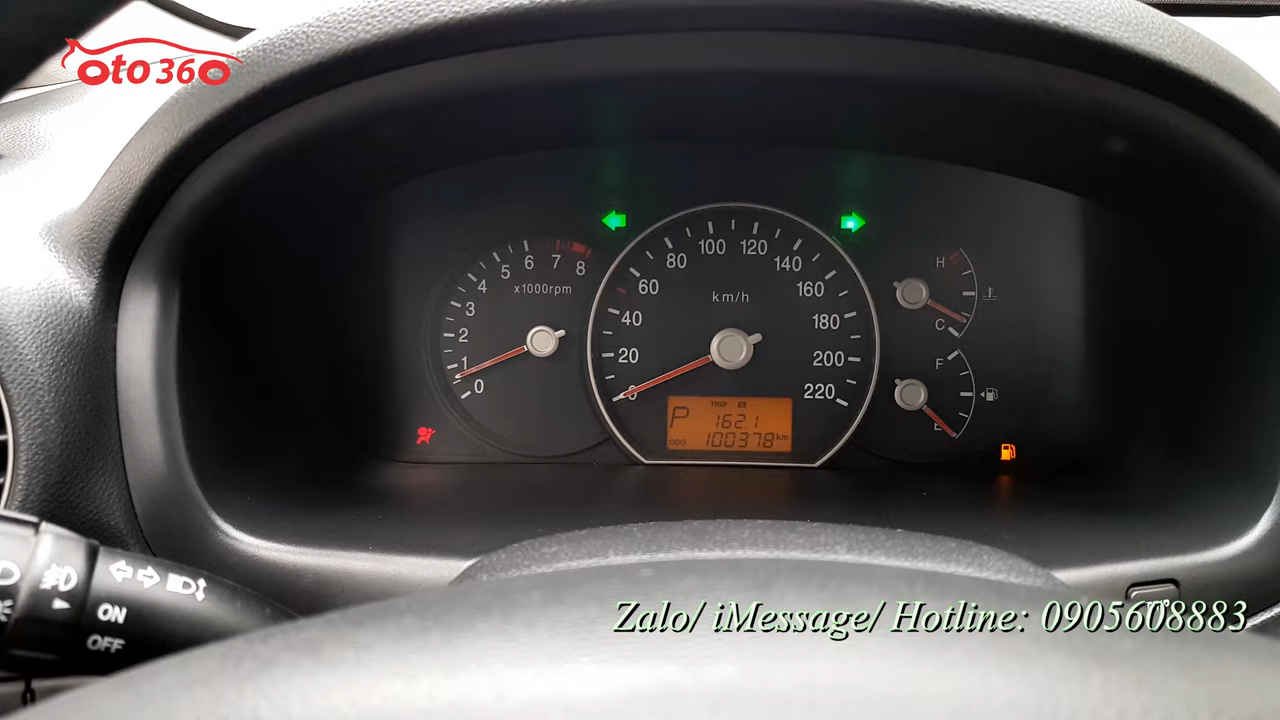 oto360
100
120
80
140
60
160
40
180
20
200
0
220
km/h
8
7
6
5
4
3
2
1
0
x1000rpm
H
C
F
E
TRIP B
P
162.1
ODO 100378 km
ON
OFF
Zalo/ iMessage/ Hotline: 0905608883